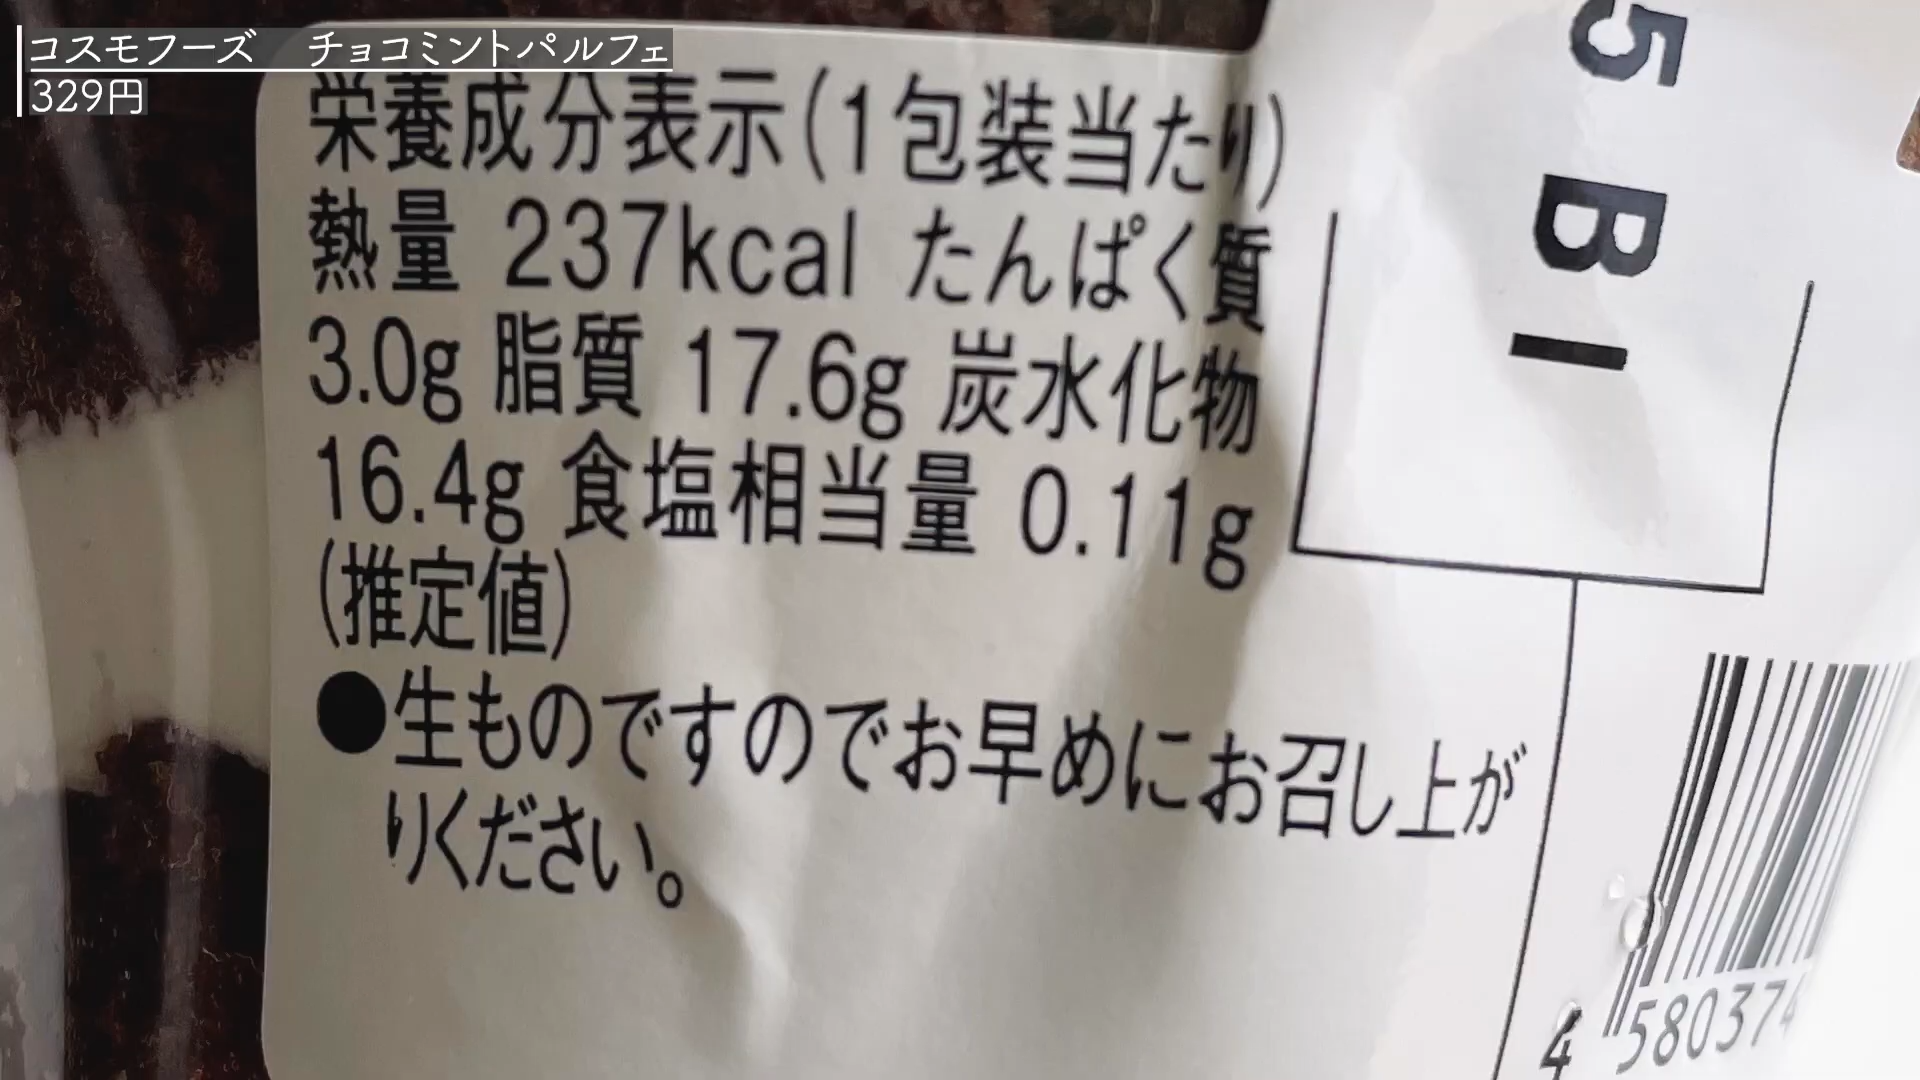 コスモフーズ　チョコミントパルフェ
329円
栄養成分表示(1包装当たり)
熱量 237kcal たんぱく質
3.0g 脂質 17.6g 炭水化物
16.4g 食塩相当量 0.11g
(推定値)
●生ものですのでお早めにお召し上が
りください。
5 B I
4 580374